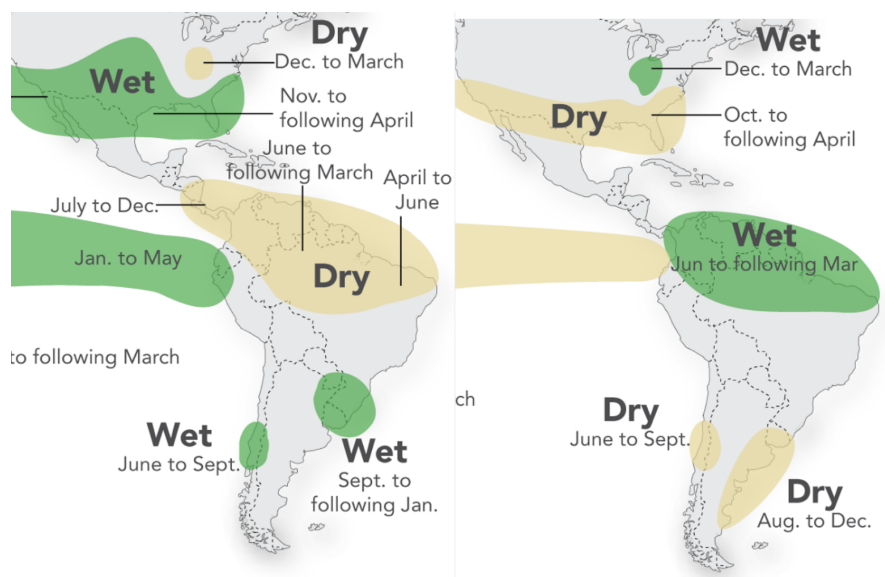 Dry
Dec. to March
Wet
Nov. to
following April
June to
following March
April to
June
July to Dec.
Jan. to May
Dry
to following March
Wet
June to Sept.
Wet
Sept. to
following Jan.
Wet
Dec. to March
Dry
Oct. to
following April
Wet
Jun to following Mar
ch
Dry
June to Sept.
Dry
Aug. to Dec.